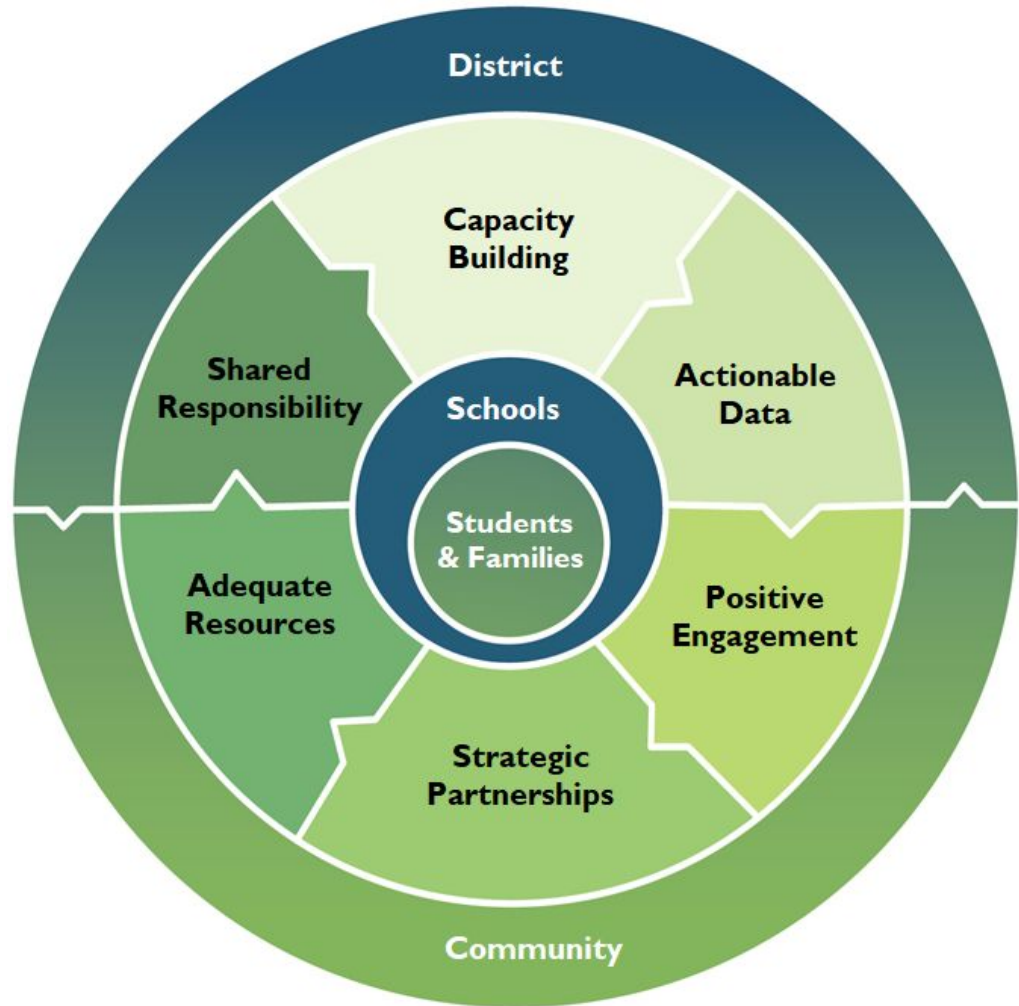 District
Capacity
Building
Shared
Responsibility
Actionable
Data
Schools
Students
& Families
Adequate
Resources
Positive
Engagement
Strategic
Partnerships
Community